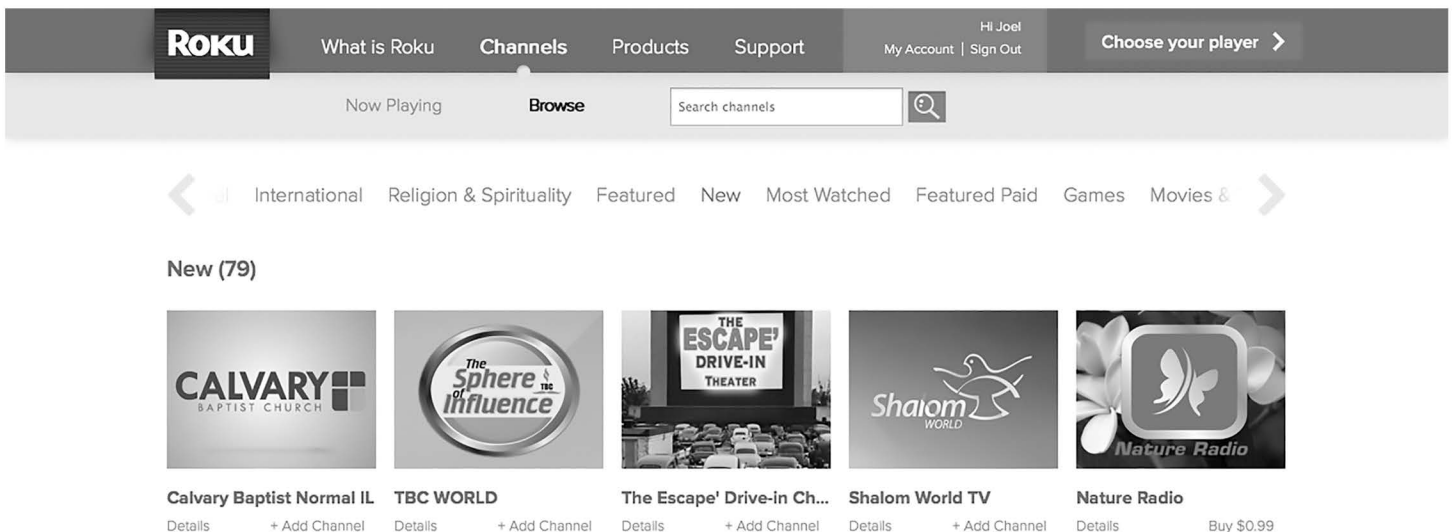 ROKU
What is Roku Channels Products Support
Hi Joel
My Account | Sign Out
Choose your player
Now Playing Browse Search channels
International Religion & Spirituality Featured New Most Watched Featured Paid Games Movies &
New (79)
CALVARY
BAPTIST CHURCH
The
Sphere
of
Influence
TBC
THE
ESCAPE'
DRIVE-IN
THEATER
Shalom
WORLD
Nature Radio
Calvary Baptist Normal IL TBC WORLD The Escape' Drive-in Ch... Shalom World TV Nature Radio
Details + Add Channel Details + Add Channel Details + Add Channel Details + Add Channel Details Buy $0.99